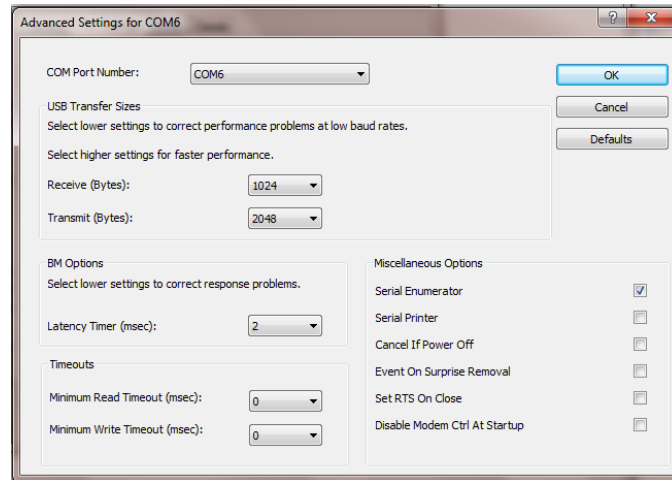 Advanced Settings for COM6
COM Port Number: COM6
OK
USB Transfer Sizes
Cancel
Select lower settings to correct performance problems at low baud rates.
Defaults
Select higher settings for faster performance.
Receive (Bytes): 1024
Transmit (Bytes): 2048
BM Options
Select lower settings to correct response problems.
Latency Timer (msec): 2
Timeouts
Minimum Read Timeout (msec): 0
Minimum Write Timeout (msec): 0
Miscellaneous Options
Serial Enumerator
Serial Printer
Cancel If Power Off
Event On Surprise Removal
Set RTS On Close
Disable Modem Ctrl At Startup